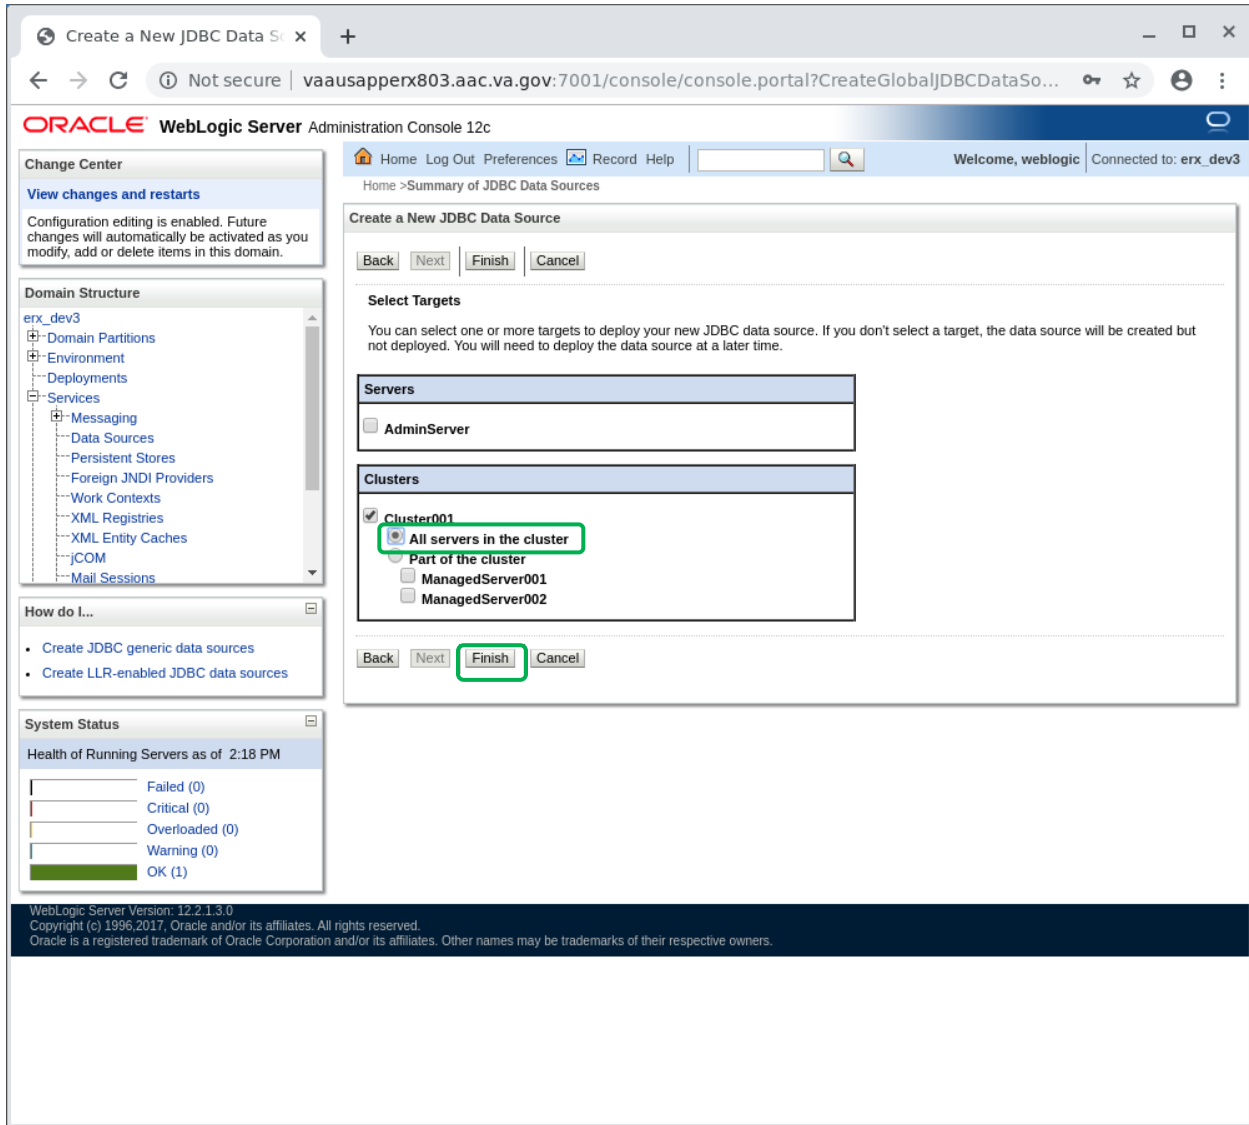 Create a New JDBC Data So
Not secure | vaausapperx803.aac.va.gov:7001/console/console.portal?CreateGlobalJDBCDataSo...
ORACLE WebLogic Server Administration Console 12c
Change Center
View changes and restarts
Configuration editing is enabled. Future
changes will automatically be activated as you
modify, add or delete items in this domain.
Domain Structure
erx_dev3
Domain Partitions
Environment
Deployments
Services
Messaging
Data Sources
Persistent Stores
Foreign JNDI Providers
Work Contexts
XML Registries
XML Entity Caches
jCOM
Mail Sessions
How do I...
Create JDBC generic data sources
Create LLR-enabled JDBC data sources
System Status
Health of Running Servers as of 2:18 PM
Failed (0)
Critical (0)
Overloaded (0)
Warning (0)
OK (1)
Home Log Out Preferences Record Help
Welcome, weblogic Connected to: erx_dev3
Home >Summary of JDBC Data Sources
Create a New JDBC Data Source
Back Next Finish Cancel
Select Targets
You can select one or more targets to deploy your new JDBC data source. If you don't select a target, the data source will be created but
not deployed. You will need to deploy the data source at a later time.
Servers
AdminServer
Clusters
Cluster001
All servers in the cluster
Part of the cluster
ManagedServer001
ManagedServer002
Back Next Finish Cancel
WebLogic Server Version: 12.2.1.3.0
Copyright (c) 1996,2017, Oracle and/or its affiliates. All rights reserved.
Oracle is a registered trademark of Oracle Corporation and/or its affiliates. Other names may be trademarks of their respective owners.